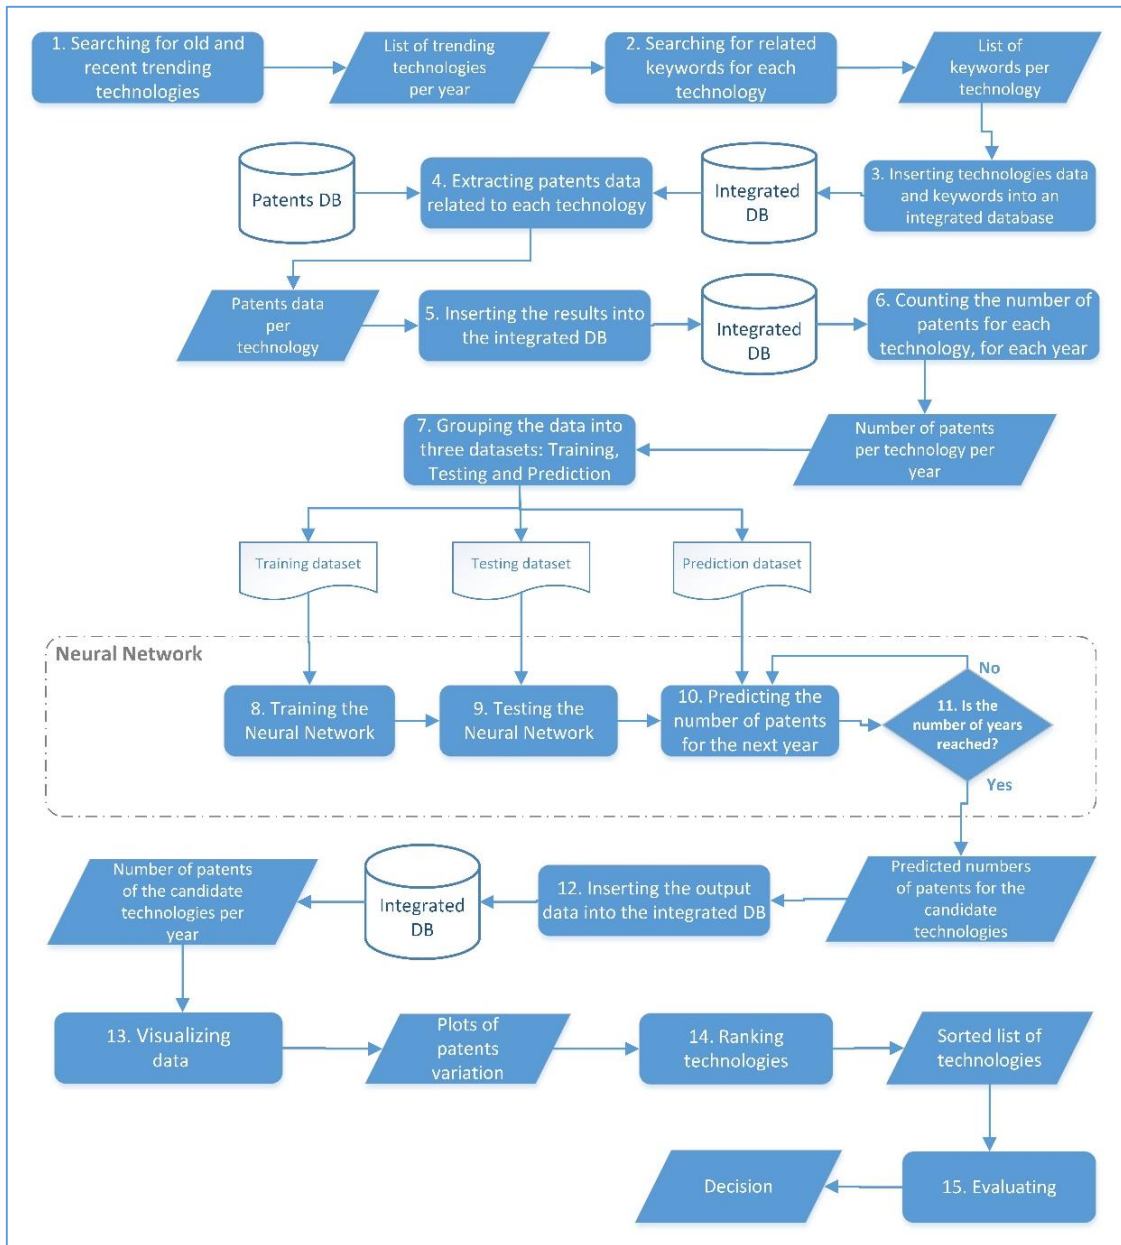 1. Searching for old and
recent trending
technologies
List of trending
technologies
per year
2. Searching for related
keywords for each
technology
List of
keywords per
technology
Patents DB
4. Extracting patents data
related to each technology
Integrated
DB
3. Inserting technologies data
and keywords into an
integrated database
Patents data
per
technology
5. Inserting the results into
the integrated DB
Integrated
DB
6. Counting the number of
patents for each
technology, for each year
7. Grouping the data into
three datasets: Training,
Testing and Prediction
Number of patents
per technology per
year
Training dataset
Testing dataset
Prediction dataset
Neural Network
8. Training the
Neural Network
9. Testing the
Neural Network
10. Predicting the
number of patents
for the next year
No
11. Is the
number of years
reached?
Yes
Number of patents
of the candidate
technologies per
year
Integrated
DB
12. Inserting the output
data into the integrated DB
Predicted numbers
of patents for the
candidate
technologies
13. Visualizing
data
Plots of
patents
variation
14. Ranking
technologies
Sorted list of
technologies
Decision
15. Evaluating